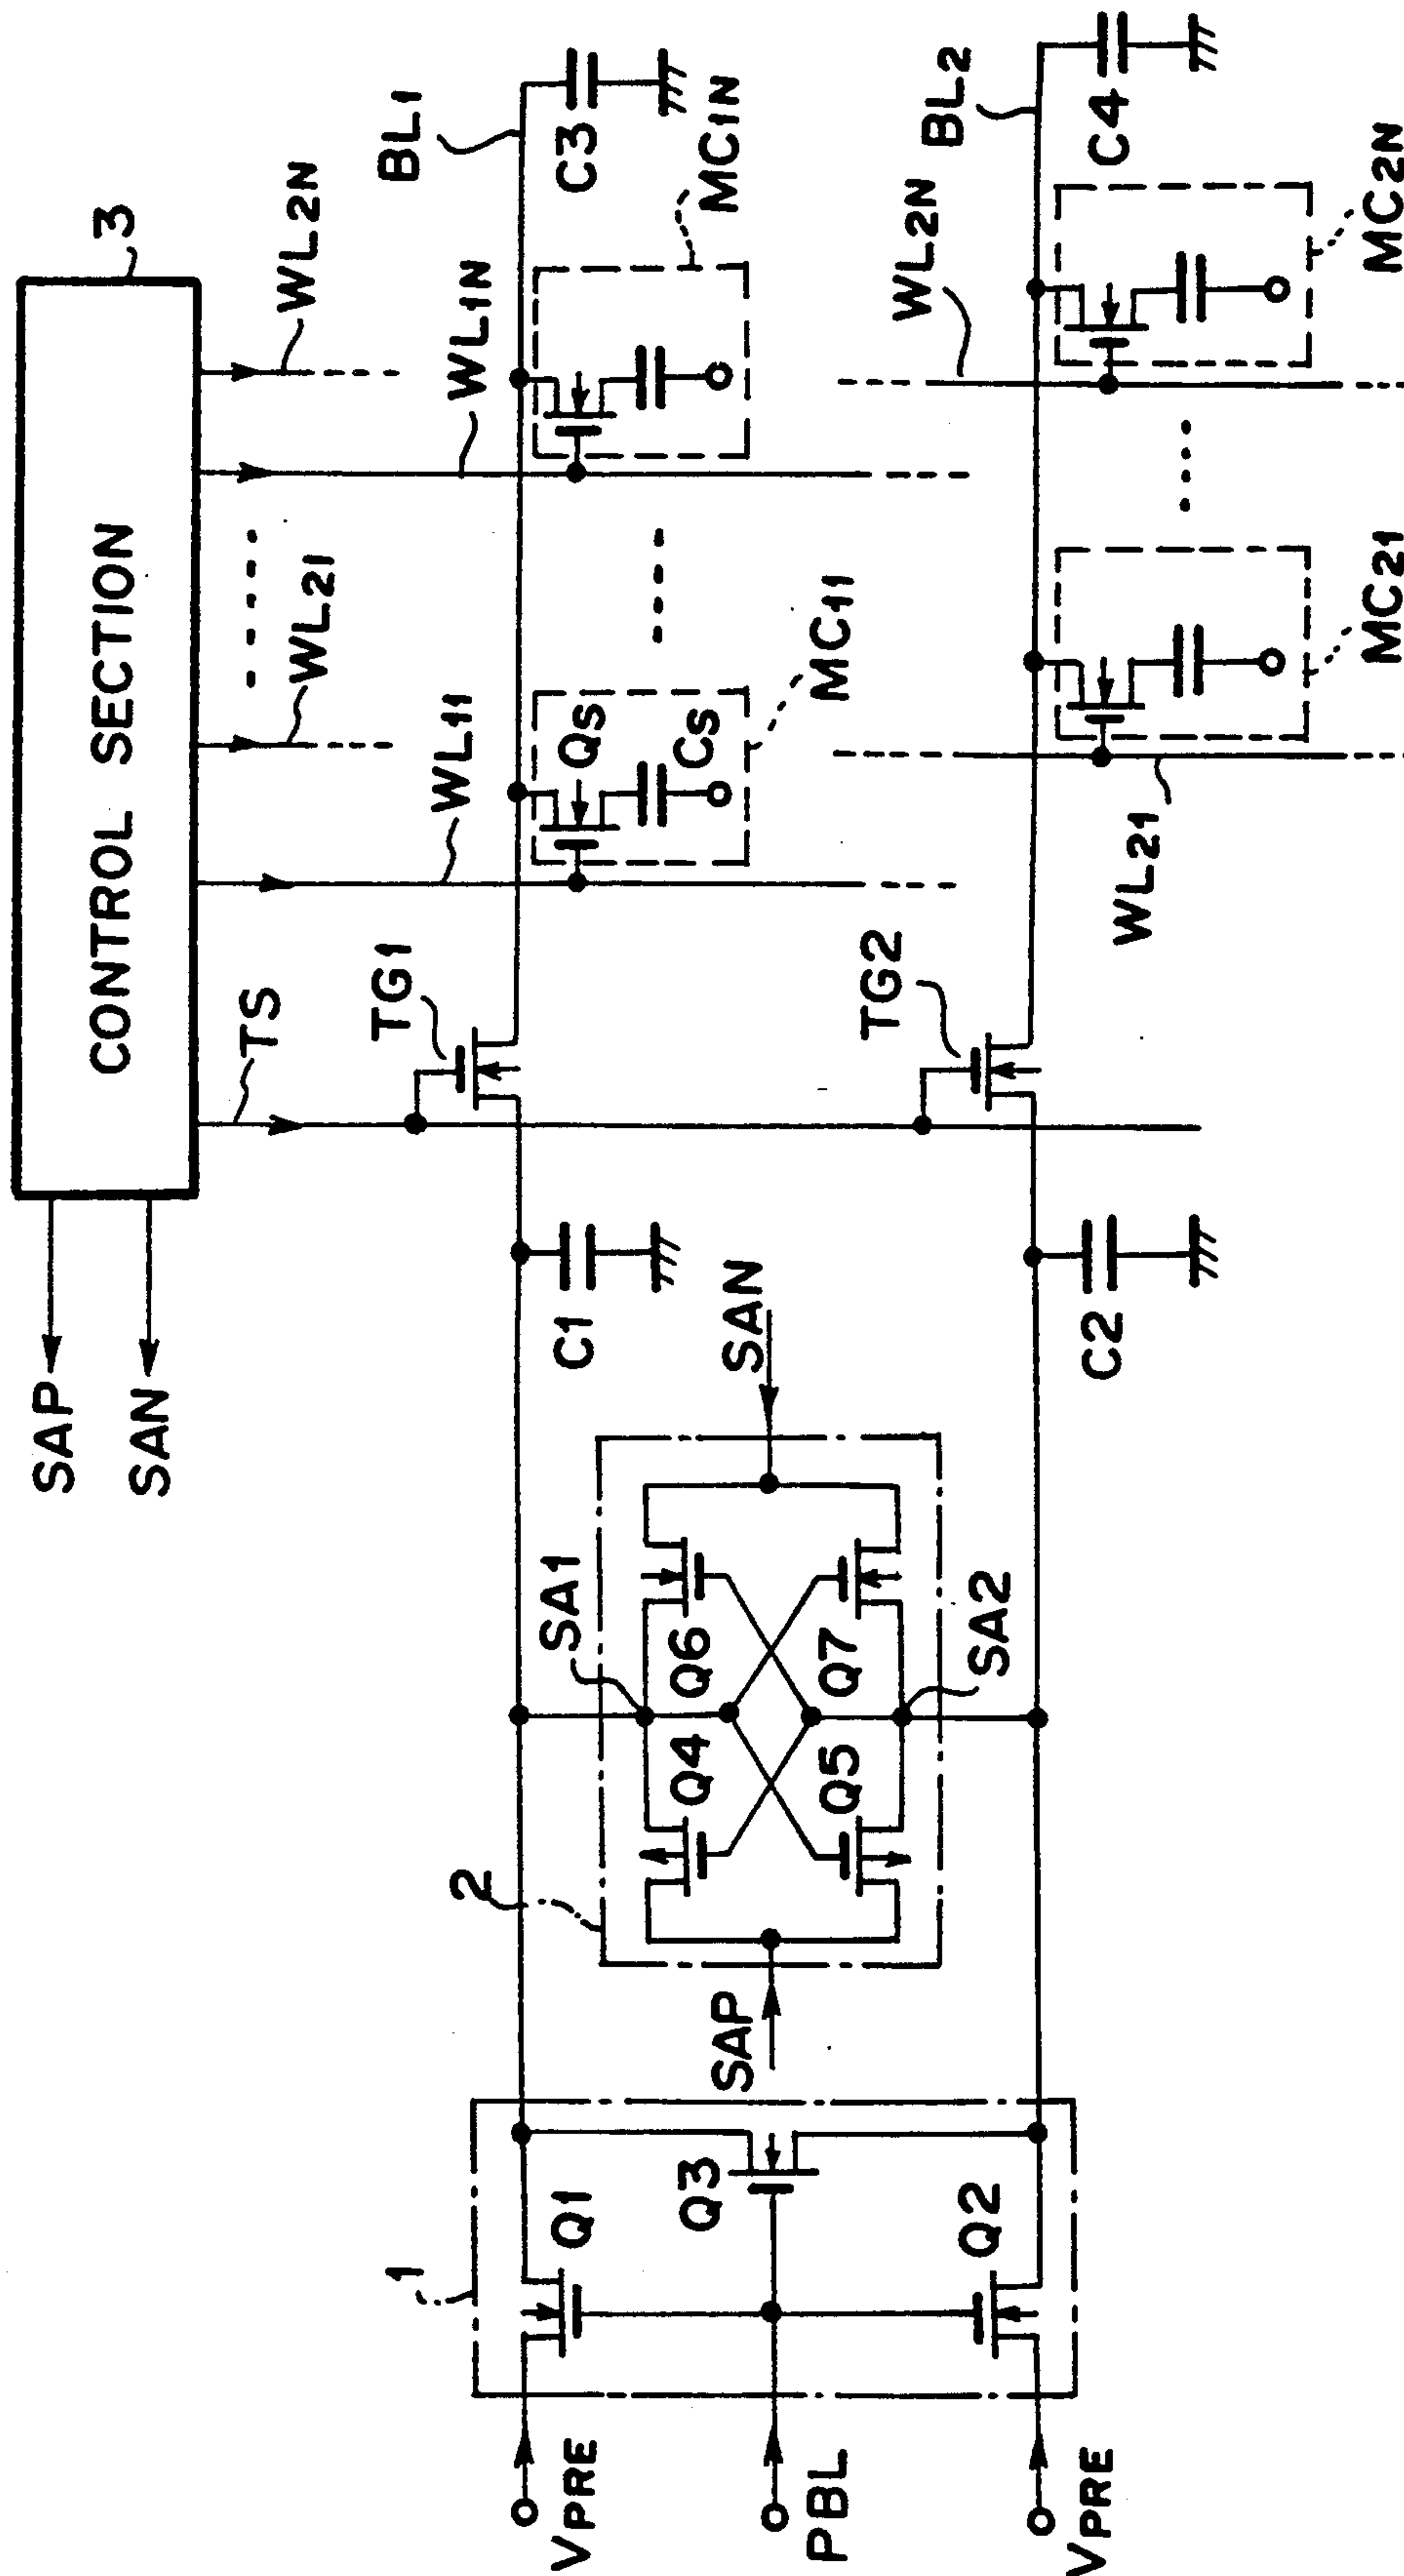 SAP
SAN
CONTROL SECTION
3
TS
WL11
WL21
WL1N
WL2N
BL1
TG1
C1
C3
Qs
Cs
MC11
MC1N
1
VPRE
PBL
VPRE
Q1
Q3
Q2
2
SAP
SAN
SA1
Q4
Q6
Q5
Q7
SA2
TG2
C2
WL21
WL2N
BL2
C4
MC21
MC2N